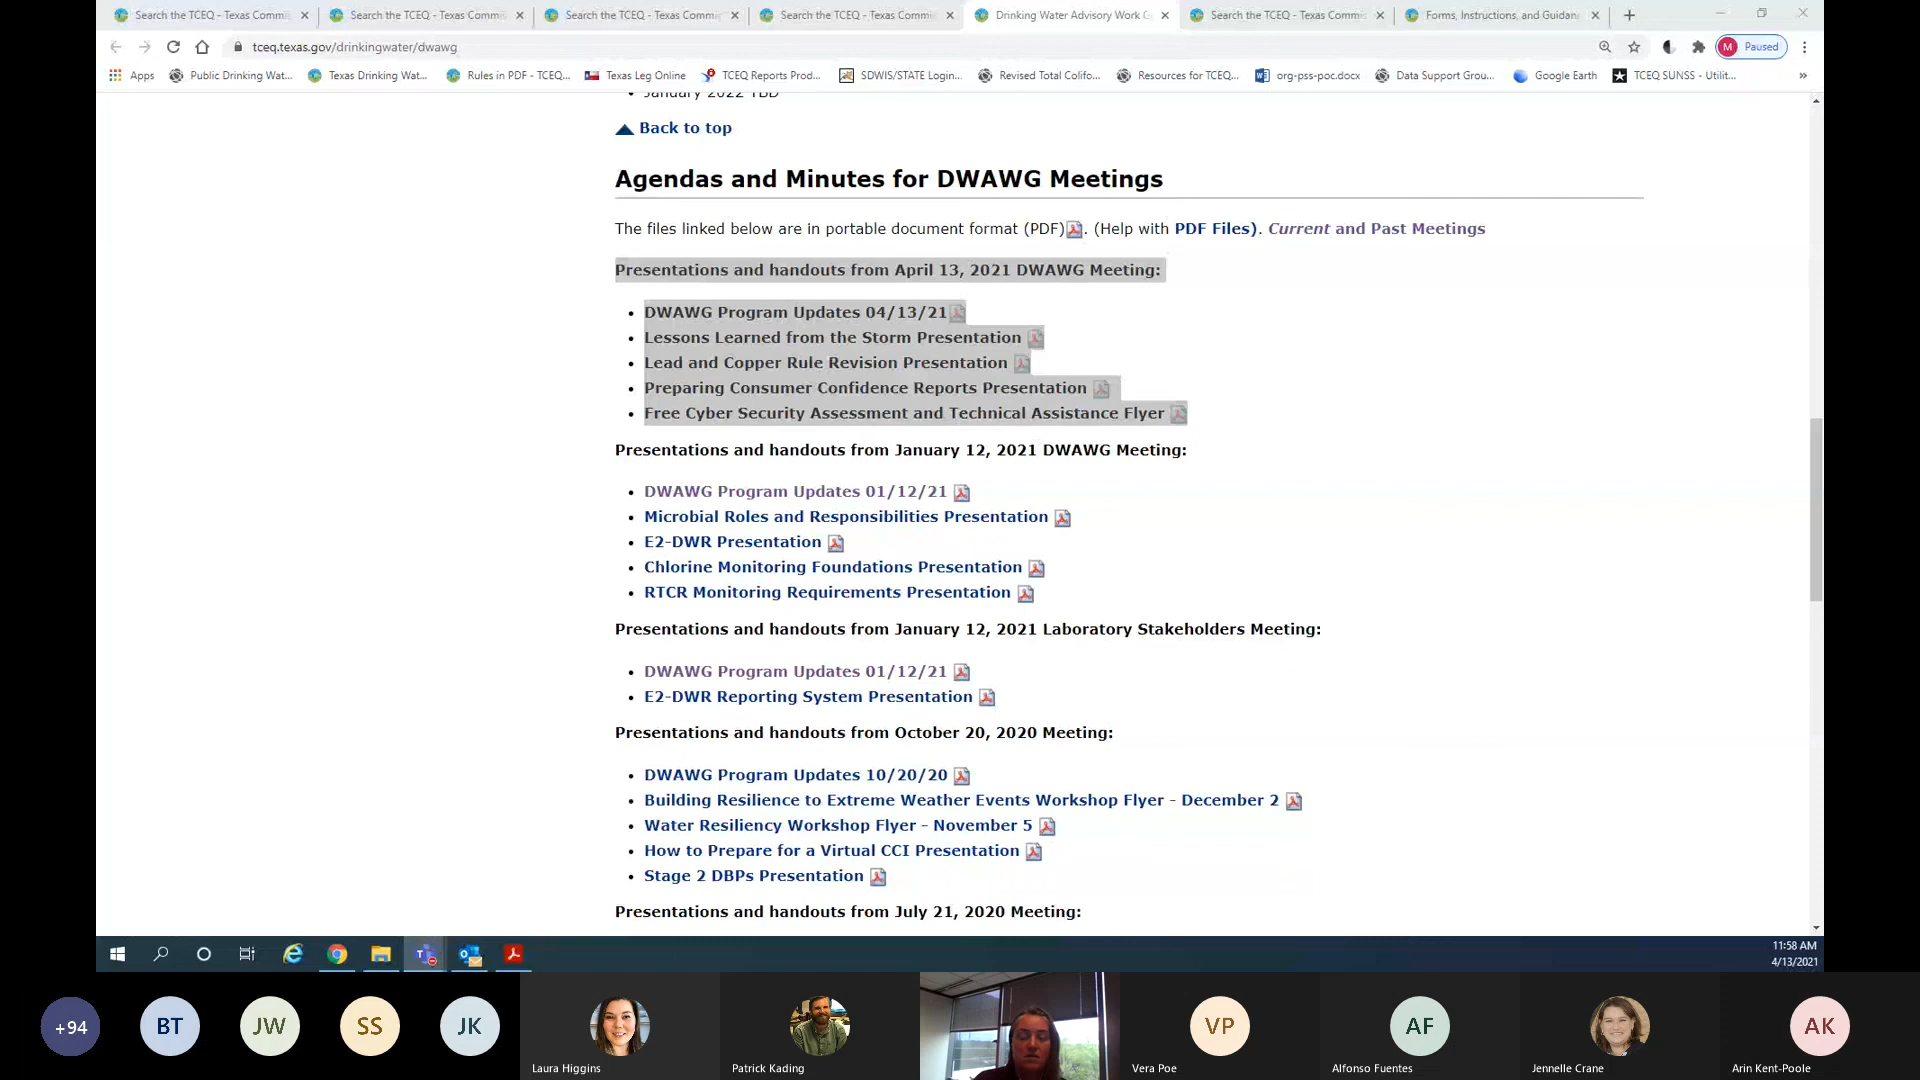 Search the TCEQ - Texas Commi
Search the TCEQ - Texas Commi
Search the TCEQ - Texas Commi
Search the TCEQ - Texas Commi
Drinking Water Advisory Work G
Search the TCEQ - Texas Commi
Forms, Instructions, and Guidan
tceq.texas.gov/drinkingwater/dwawg
M Paused
Apps
Public Drinking Wat...
Texas Drinking Wat...
Rules in PDF - TCEQ...
Texas Leg Online
TCEQ Reports Prod...
SDWIS/STATE Login...
Revised Total Colifo...
Resources for TCEQ...
org-pss-poc.docx
Data Support Grou...
Google Earth
TCEQ SUNSS - Utilit...
»
• January 2022 TBD
Back to top
Agendas and Minutes for DWAWG Meetings
The files linked below are in portable document format (PDF). (Help with PDF Files). Current and Past Meetings
Presentations and handouts from April 13, 2021 DWAWG Meeting:
• DWAWG Program Updates 04/13/21
• Lessons Learned from the Storm Presentation
• Lead and Copper Rule Revision Presentation
• Preparing Consumer Confidence Reports Presentation
• Free Cyber Security Assessment and Technical Assistance Flyer
Presentations and handouts from January 12, 2021 DWAWG Meeting:
• DWAWG Program Updates 01/12/21
• Microbial Roles and Responsibilities Presentation
• E2-DWR Presentation
• Chlorine Monitoring Foundations Presentation
• RTCR Monitoring Requirements Presentation
Presentations and handouts from January 12, 2021 Laboratory Stakeholders Meeting:
• DWAWG Program Updates 01/12/21
• E2-DWR Reporting System Presentation
Presentations and handouts from October 20, 2020 Meeting:
• DWAWG Program Updates 10/20/20
• Building Resilience to Extreme Weather Events Workshop Flyer - December 2
• Water Resiliency Workshop Flyer - November 5
• How to Prepare for a Virtual CCI Presentation
• Stage 2 DBPs Presentation
Presentations and handouts from July 21, 2020 Meeting:
11:58 AM
4/13/2021
+94
BT
JW
SS
JK
Laura Higgins
Patrick Kading
VP
Vera Poe
AF
Alfonso Fuentes
Jennelle Crane
AK
Arin Kent-Poole